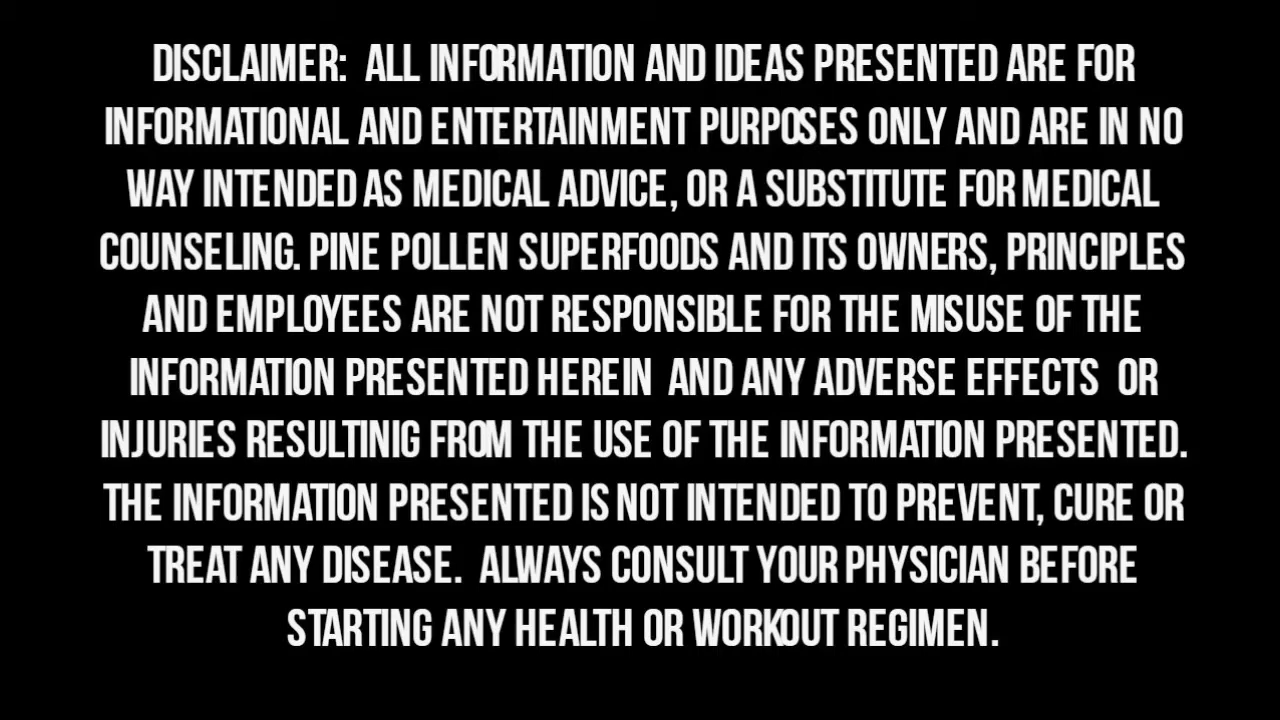 DISCLAIMER: ALL INFORMATION AND IDEAS PRESENTED ARE FOR
INFORMATIONAL AND ENTERTAINMENT PURPOSES ONLY AND ARE IN NO
WAY INTENDED AS MEDICAL ADVICE, OR A SUBSTITUTE FOR MEDICAL
COUNSELING. PINE POLLEN SUPERFOODS AND ITS OWNERS, PRINCIPLES
AND EMPLOYEES ARE NOT RESPONSIBLE FOR THE MISUSE OF THE
INFORMATION PRESENTED HEREIN AND ANY ADVERSE EFFECTS OR
INJURIES RESULTINIG FROM THE USE OF THE INFORMATION PRESENTED.
THE INFORMATION PRESENTED IS NOT INTENDED TO PREVENT, CURE OR
TREAT ANY DISEASE. ALWAYS CONSULT YOUR PHYSICIAN BEFORE
STARTING ANY HEALTH OR WORKOUT REGIMEN.